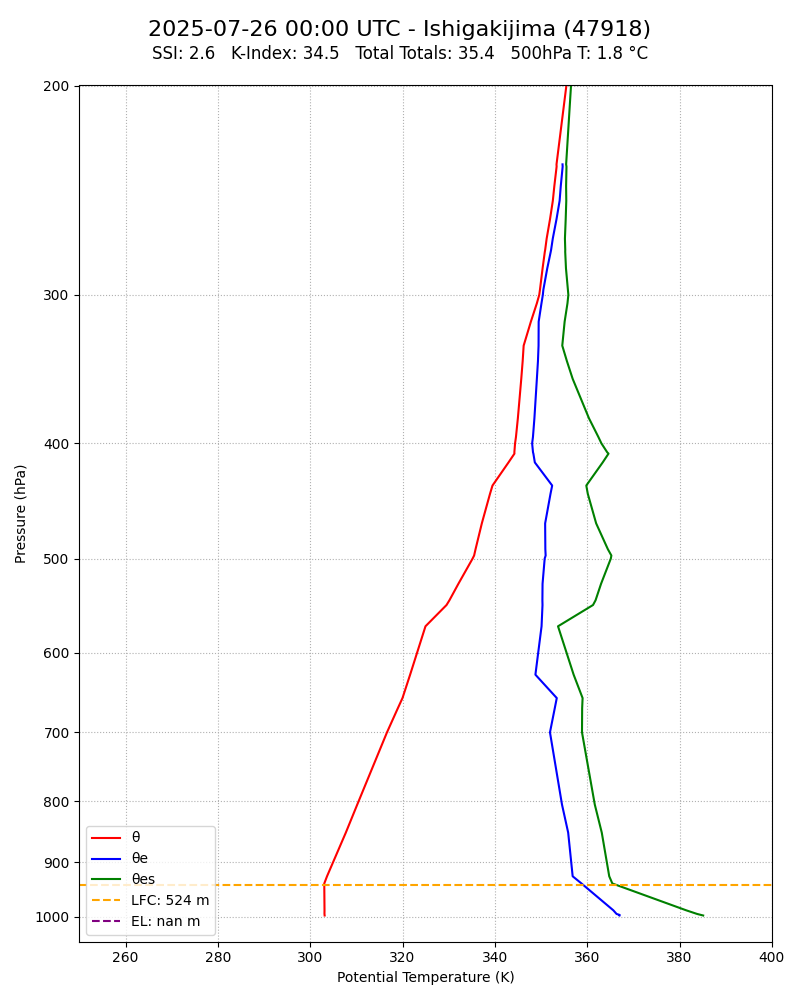 2025-07-26 00:00 UTC - Ishigakijima (47918)
SSI: 2.6 K-Index: 34.5 Total Totals: 35.4 500hPa T: 1.8 °C
200
300
400
500
600
700
800
900
1000
Pressure (hPa)
θ
θe
θes
LFC: 524 m
EL: nan m
260 280 300 320 340 360 380 400
Potential Temperature (K)